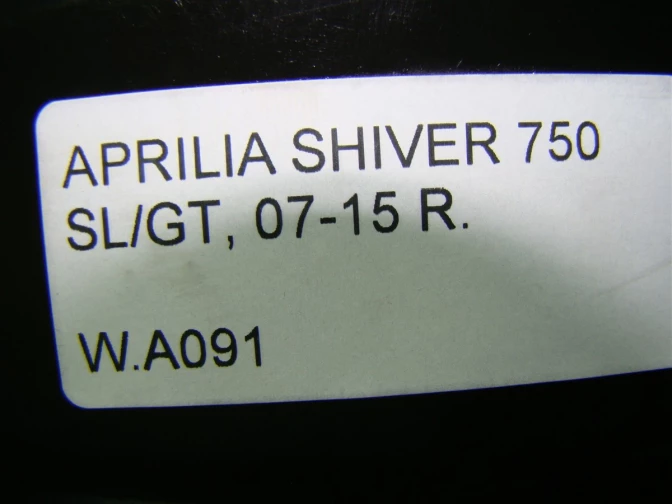 APRILIA SHIVER 750
SL/GT, 07-15 R.
W.A091